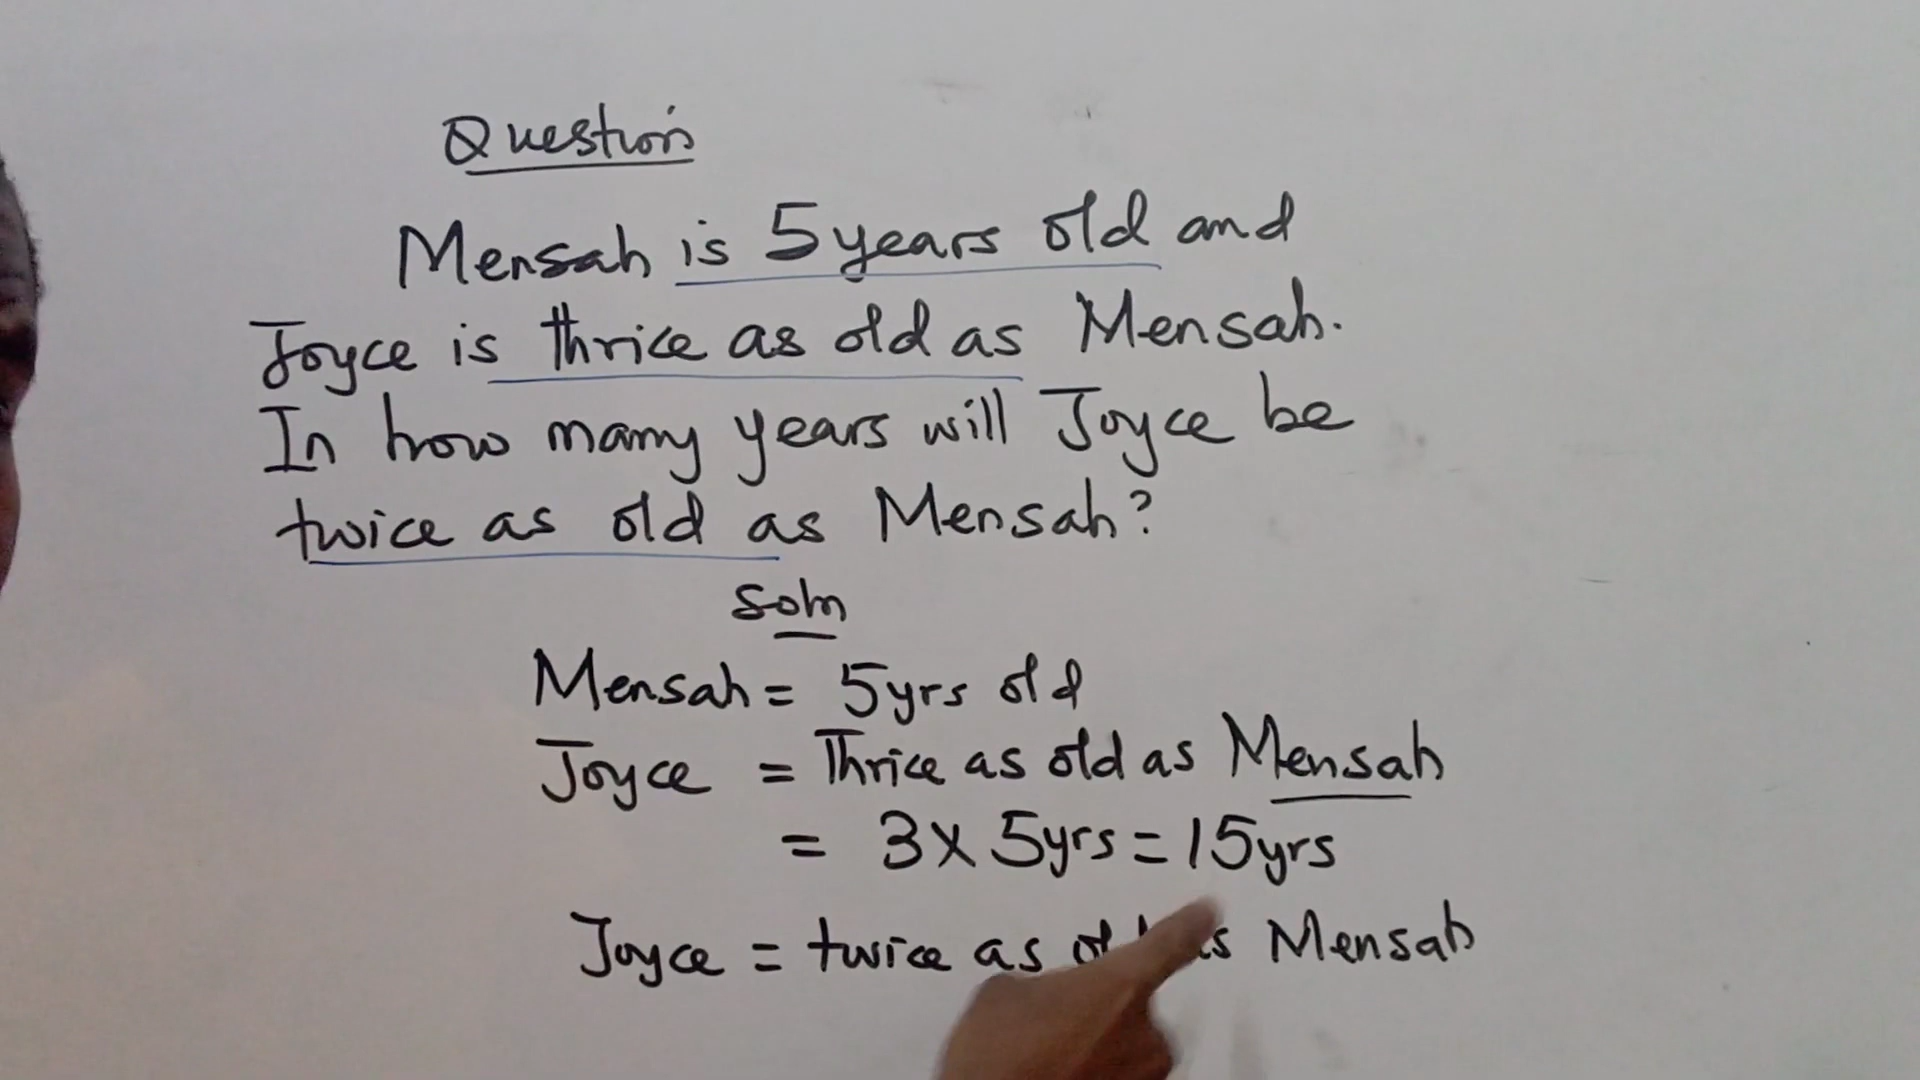 Question
Mensah is 5 years old and
Joyce is thrice as old as Mensah.
In how many years will Joyce be
twice as old as Mensah?
Soln
Mensah = 5yrs old
Joyce = Thrice as old as Mensah
= 3 x 5yrs = 15yrs
Joyce = twice as old as Mensah